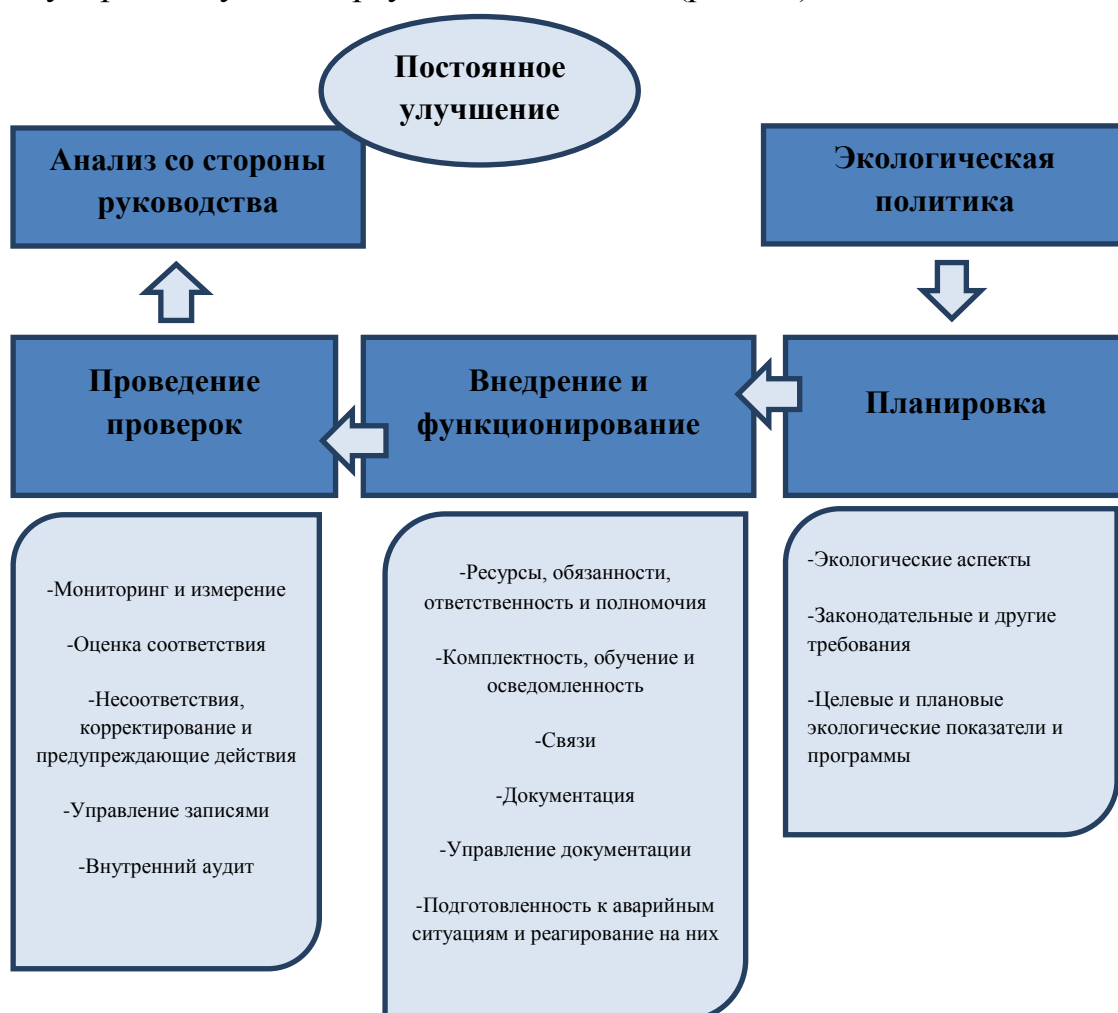 Постоянное
улучшение
Анализ со стороны
руководства
Экологическая
политика
Проведение
проверок
Внедрение и
функционирование
Планировка
-Мониторинг и измерение
-Оценка соответствия
-Несоответствия,
корректирование и
предупреждающие действия
-Управление записями
-Внутренний аудит
-Ресурсы, обязанности,
ответственность и полномочия
-Комплектность, обучение и
осведомленность
-Связи
-Документация
-Управление документации
-Подготовленность к аварийным
ситуациям и реагирование на них
-Экологические аспекты
-Законодательные и другие
требования
-Целевые и плановые
экологические показатели и
программы